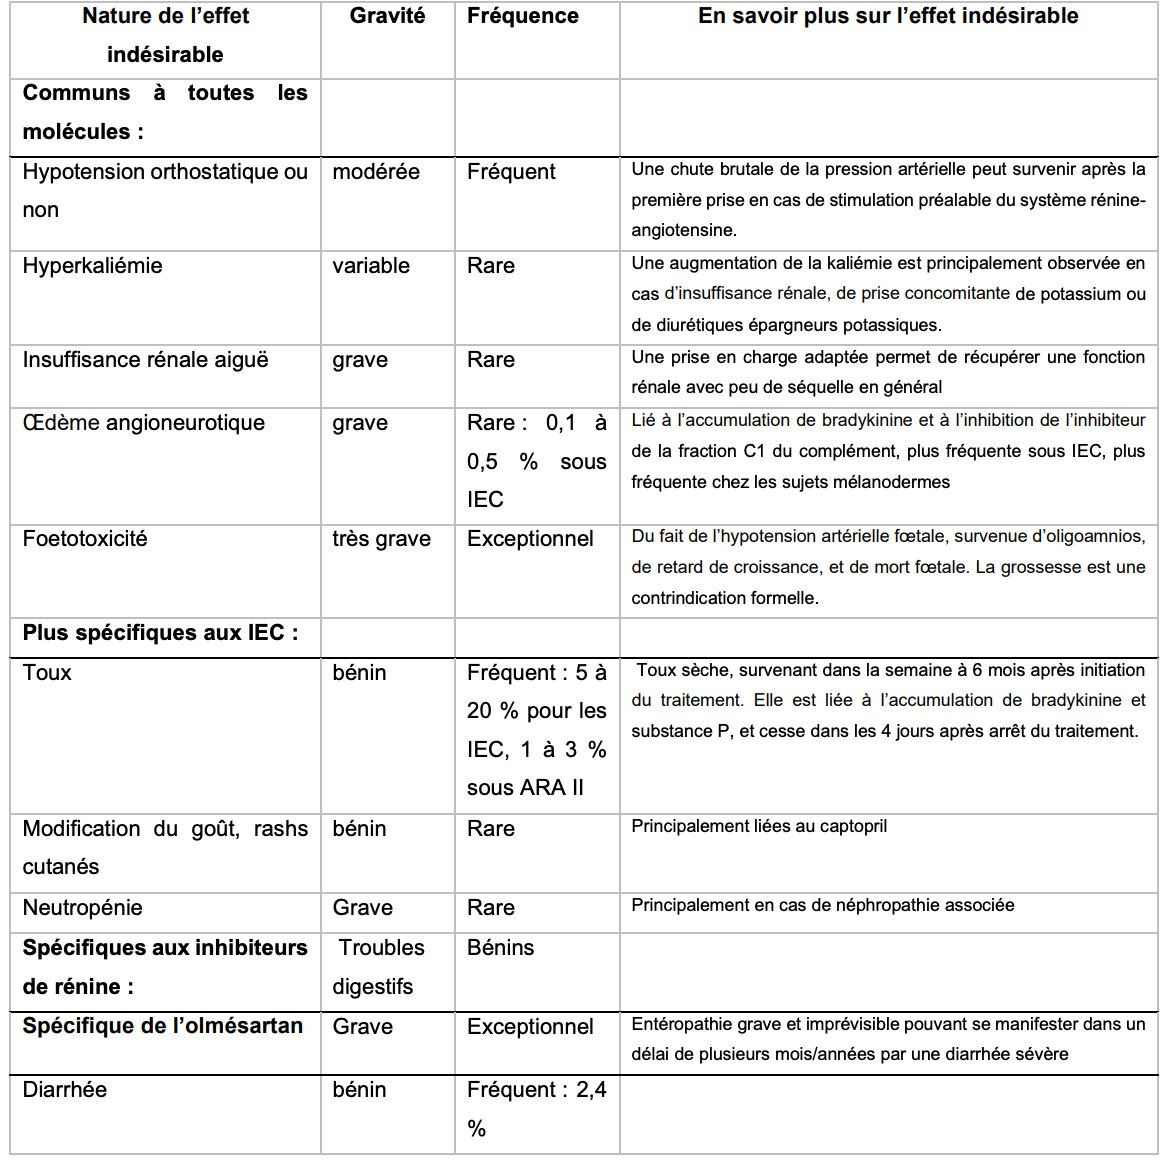 Nature de l’effet
indésirable
Gravité
Fréquence
En savoir plus sur l’effet indésirable
Communs à toutes les
molécules :
Hypotension orthostatique ou
non
modérée
Fréquent
Une chute brutale de la pression artérielle peut survenir après la
première prise en cas de stimulation préalable du système rénine-
angiotensine.
Hyperkaliémie
variable
Rare
Une augmentation de la kaliémie est principalement observée en
cas d’insuffisance rénale, de prise concomitante de potassium ou
de diurétiques épargneurs potassiques.
Insuffisance rénale aiguë
grave
Rare
Une prise en charge adaptée permet de récupérer une fonction
rénale avec peu de séquelle en général
Œdème angioneurotique
grave
Rare : 0,1 à
0,5 % sous
IEC
Lié à l’accumulation de bradykinine et à l’inhibition de l’inhibiteur
de la fraction C1 du complément, plus fréquente sous IEC, plus
fréquente chez les sujets mélanodermes
Foetotoxicité
très grave
Exceptionnel
Du fait de l’hypotension artérielle fœtale, survenue d’oligoamnios,
de retard de croissance, et de mort fœtale. La grossesse est une
contrindication formelle.
Plus spécifiques aux IEC :
Toux
bénin
Fréquent : 5 à
20 % pour les
IEC, 1 à 3 %
sous ARA II
Toux sèche, survenant dans la semaine à 6 mois après initiation
du traitement. Elle est liée à l’accumulation de bradykinine et
substance P, et cesse dans les 4 jours après arrêt du traitement.
Modification du goût, rashs
cutanés
bénin
Rare
Principalement liées au captopril
Neutropénie
Grave
Rare
Principalement en cas de néphropathie associée
Spécifiques aux inhibiteurs
de rénine :
Troubles
digestifs
Bénins
Spécifique de l’olmésartan
Grave
Exceptionnel
Entéropathie grave et imprévisible pouvant se manifester dans un
délai de plusieurs mois/années par une diarrhée sévère
Diarrhée
bénin
Fréquent : 2,4
%